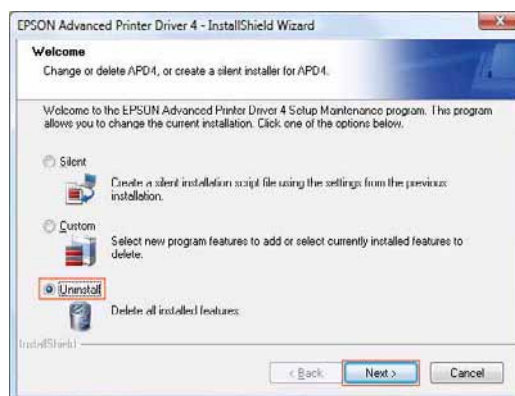 EPSON Advanced Printer Driver 4 - InstallShield Wizard
Welcome
Change or delete APD4, or create a silent installer for APD4.
Welcome to the EPSON Advanced Printer Driver 4 Setup Maintenance program. This program
allows you to change the current installation. Click one of the options below.
Silent
Create a silent installation script file using the settings from the previous
installation.
Custom
Select new program features to add or select currently installed features to
delete.
Uninstall
Delete all installed features
InstallShield
< Back Next > Cancel